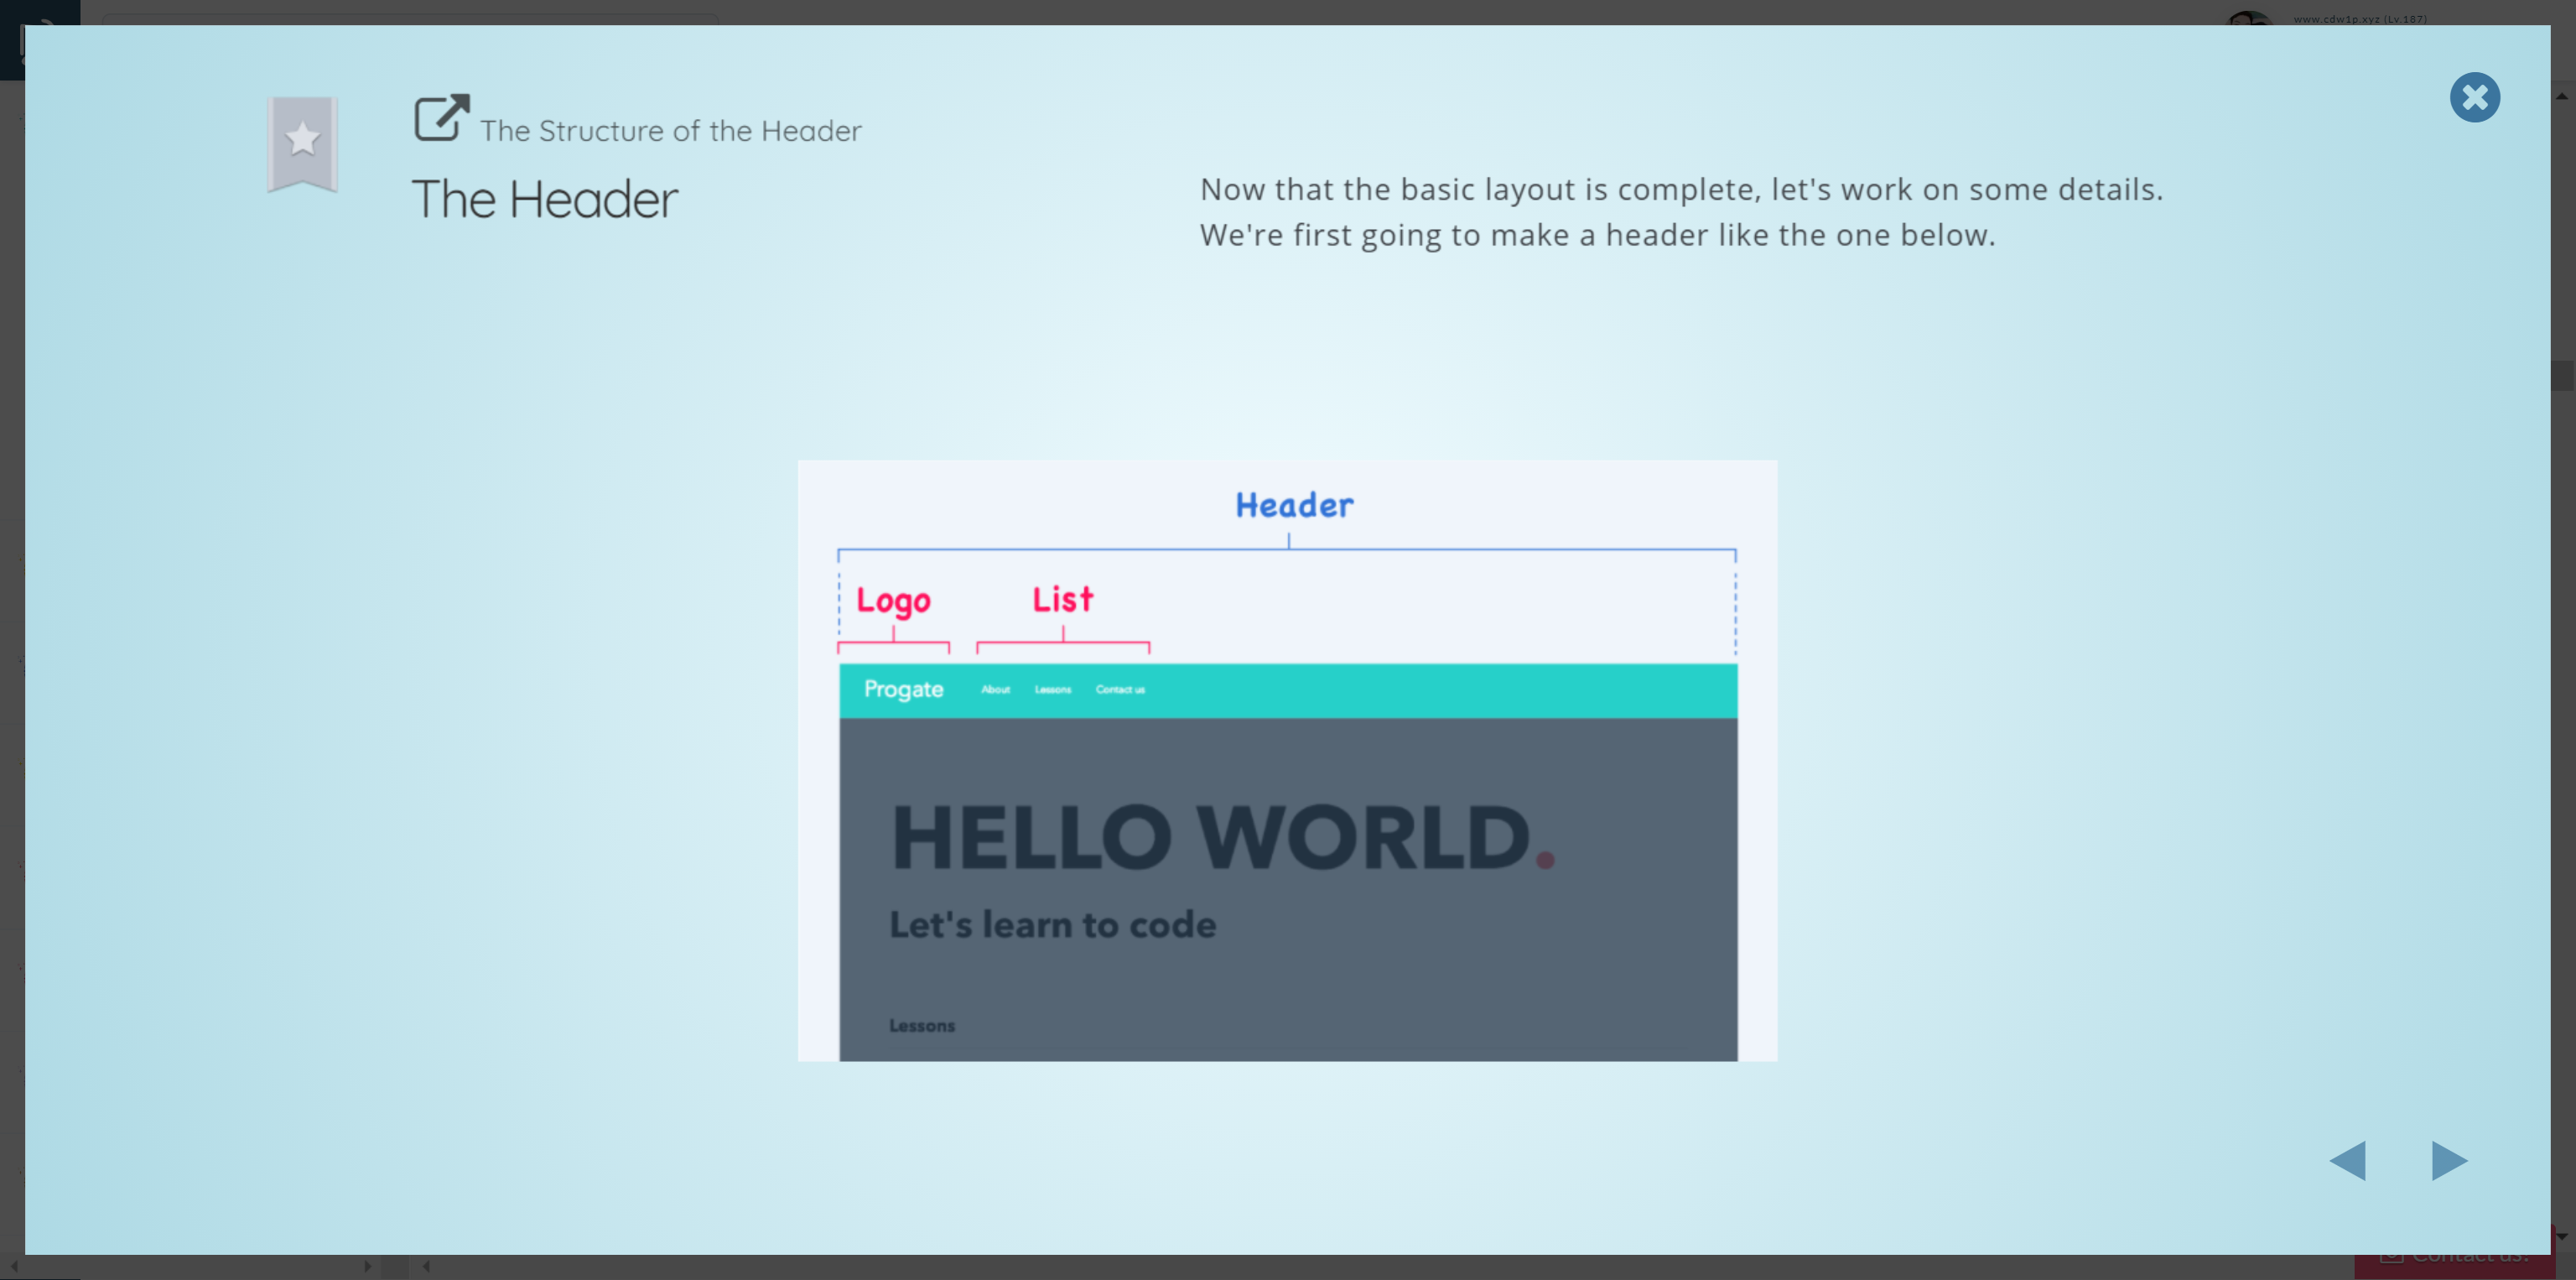 www.cdw1p.xyz (Lv.187)
The Structure of the Header
The Header
Now that the basic layout is complete, let's work on some details.
We're first going to make a header like the one below.
Header
Logo
List
Progate
About
Lessons
Contact us
HELLO WORLD.
Let's learn to code
Lessons
Contact us!